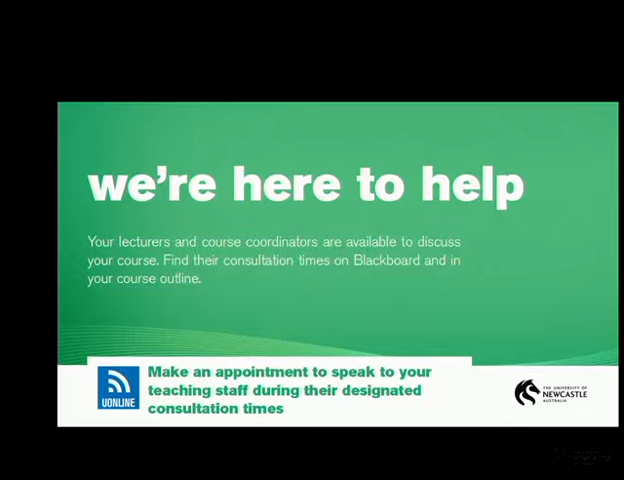 we're here to help
Your lecturers and course coordinators are available to discuss
your course. Find their consultation times on Blackboard and in
your course outline.
Make an appointment to speak to your
teaching staff during their designated
consultation times
UONLINE
THE UNIVERSITY OF
NEWCASTLE
AUSTRALIA